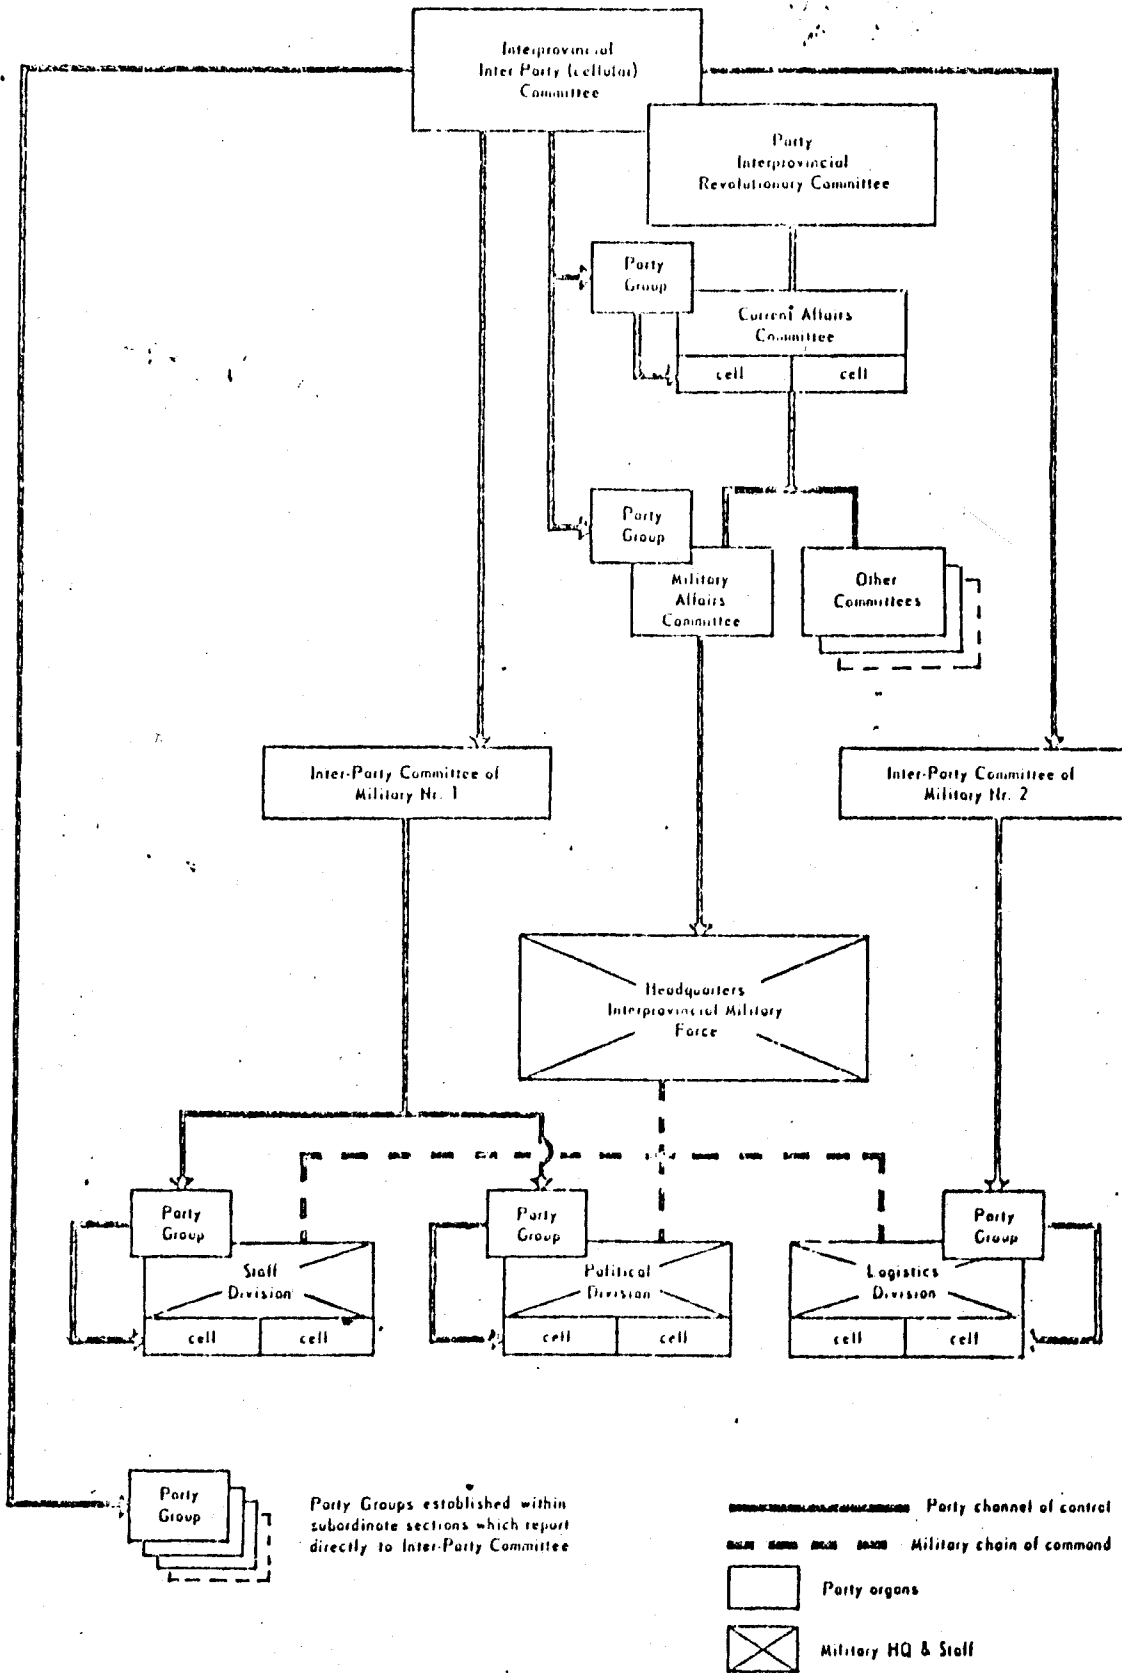 Interprovincial
Inter Party (cellular)
Committee
Party
Interprovincial
Revolutionary Committee
Party
Group
Current Affairs
Committee
cell
cell
Party
Group
Military
Affairs
Committee
Other
Committees
Inter-Party Committee of
Military Nr. 1
Inter-Party Committee of
Military Nr. 2
Headquarters
Interprovincial Military
Force
Party
Group
Staff
Division
cell
cell
Party
Group
Political
Division
cell
cell
Party
Group
Logistics
Division
cell
cell
Party
Group
Party Groups established within
subordinate sections which report
directly to Inter-Party Committee
Party channel of control
Military chain of command
Party organs
Military HQ & Staff